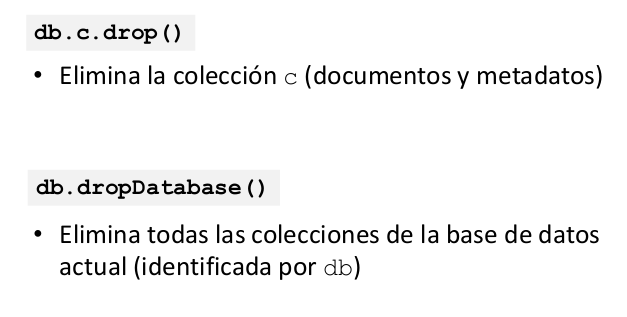 db.c.drop()
• Elimina la colección c (documentos y metadatos)
db.dropDatabase()
• Elimina todas las colecciones de la base de datos
actual (identificada por db)